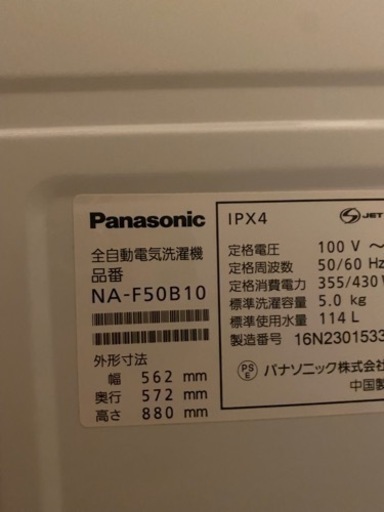 Panasonic
全自動電気洗濯機
品番
NA-F50B10
外形寸法
幅 562 mm
奥行 572 mm
高さ 880 mm
IPX4
JET
定格電圧 100 V ～
定格周波数 50/60 Hz
定格消費電力 355/430
標準洗濯容量 5.0 kg
標準使用水量 114 L
製造番号 16N2301533
PS
E
パナソニック株式会
中国製